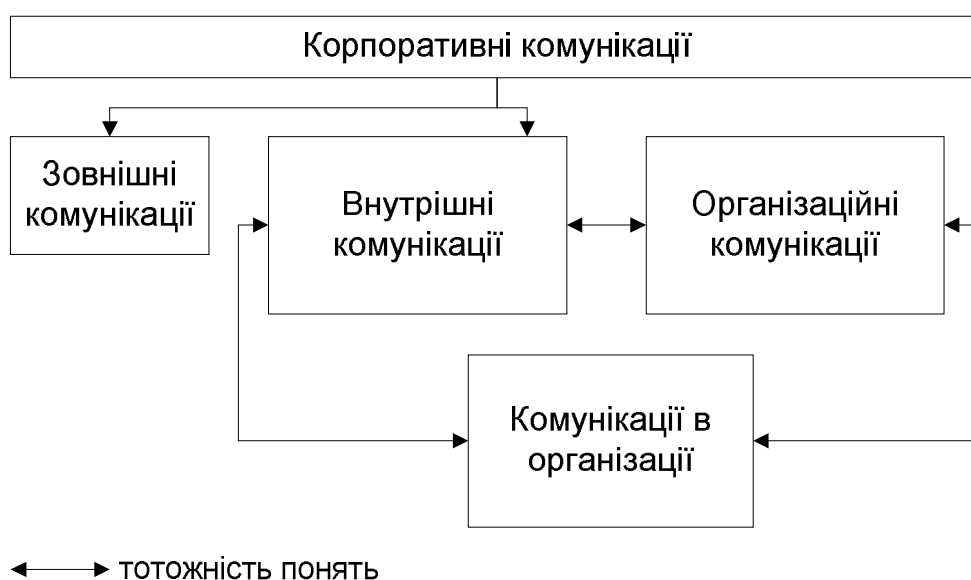 Корпоративні комунікації
Зовнішні
комунікації
Внутрішні
комунікації
Організаційні
комунікації
Комунікації в
організації
тотожність понять